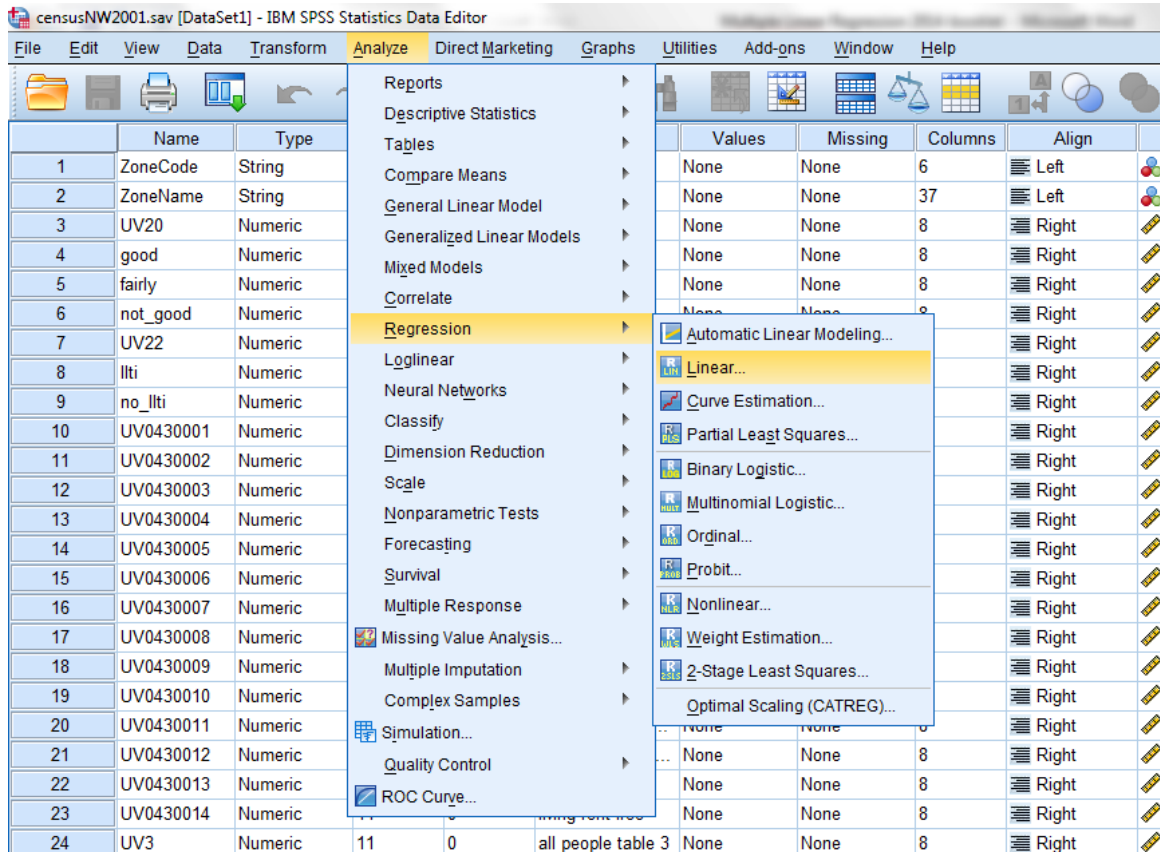 censusNW2001.sav [DataSet1] - IBM SPSS Statistics Data Editor
File Edit View Data Transform Analyze Direct Marketing Graphs Utilities Add-ons Window Help
Name Type Values Missing Columns Align
1 ZoneCode String None None 6 Left
2 ZoneName String None None 37 Left
3 UV20 Numeric None None 8 Right
4 good Numeric None None 8 Right
5 fairly Numeric None None 8 Right
6 not_good Numeric None None 8 Right
7 UV22 Numeric Right
8 llti Numeric Right
9 no_llti Numeric Right
10 UV0430001 Numeric Right
11 UV0430002 Numeric Right
12 UV0430003 Numeric Right
13 UV0430004 Numeric Right
14 UV0430005 Numeric Right
15 UV0430006 Numeric Right
16 UV0430007 Numeric Right
17 UV0430008 Numeric Right
18 UV0430009 Numeric Right
19 UV0430010 Numeric Right
20 UV0430011 Numeric None None 8 Right
21 UV0430012 Numeric ... None None 8 Right
22 UV0430013 Numeric None None 8 Right
23 UV0430014 Numeric None None 8 Right
24 UV3 Numeric 11 0 all people table 3 None None 8 Right
Reports
Descriptive Statistics
Tables
Compare Means
General Linear Model
Generalized Linear Models
Mixed Models
Correlate
Regression
Loglinear
Neural Networks
Classify
Dimension Reduction
Scale
Nonparametric Tests
Forecasting
Survival
Multiple Response
Missing Value Analysis...
Multiple Imputation
Complex Samples
Simulation...
Quality Control
ROC Curve...
Automatic Linear Modeling...
Linear...
Curve Estimation...
Partial Least Squares...
Binary Logistic...
Multinomial Logistic...
Ordinal...
Probit...
Nonlinear...
Weight Estimation...
2-Stage Least Squares...
Optimal Scaling (CATREG)...